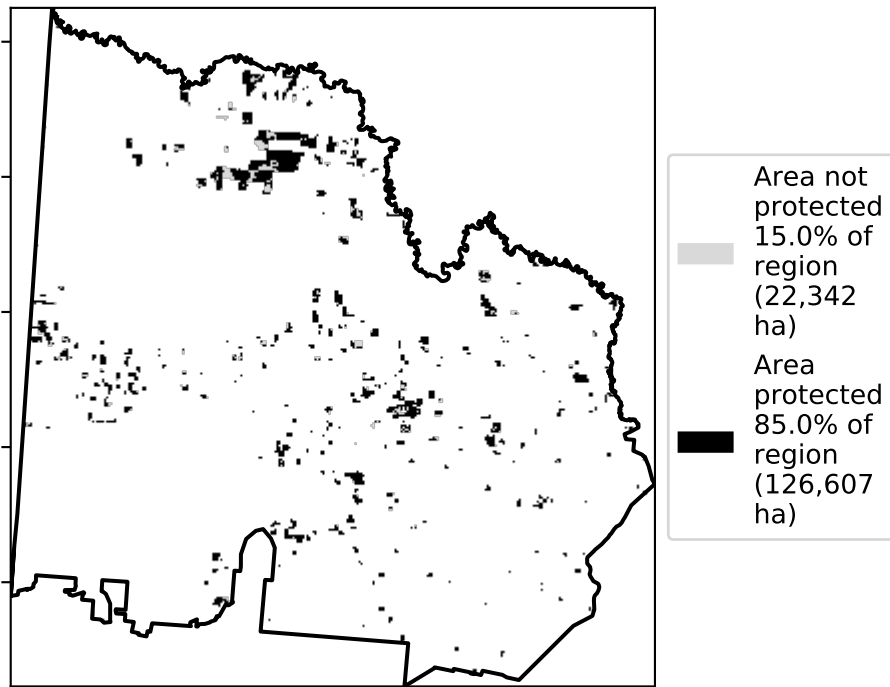 Area not
protected
15.0% of
region
(22,342
ha)
Area
protected
85.0% of
region
(126,607
ha)